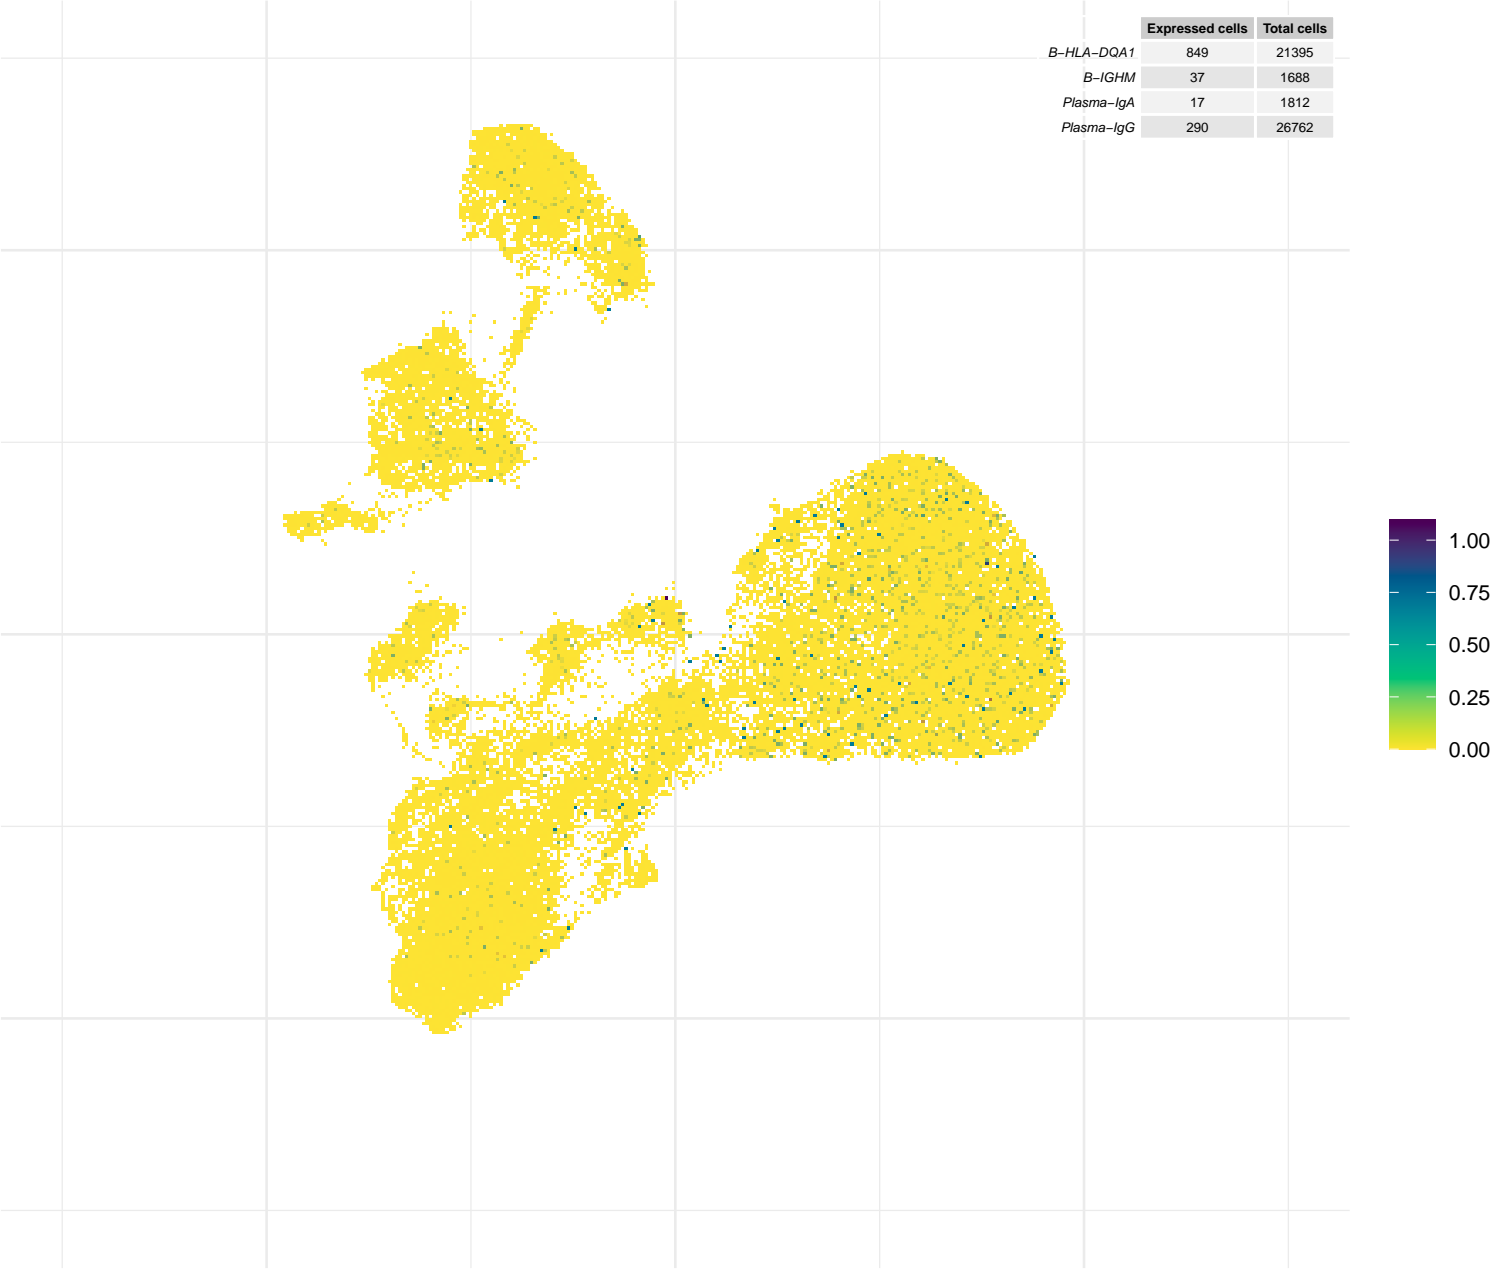 Expressed cells Total cells
B−HLA−DQA1 849 21395
B−IGHM 37 1688
Plasma−IgA 17 1812
Plasma−IgG 290 26762
1.00
0.75
0.50
0.25
0.00